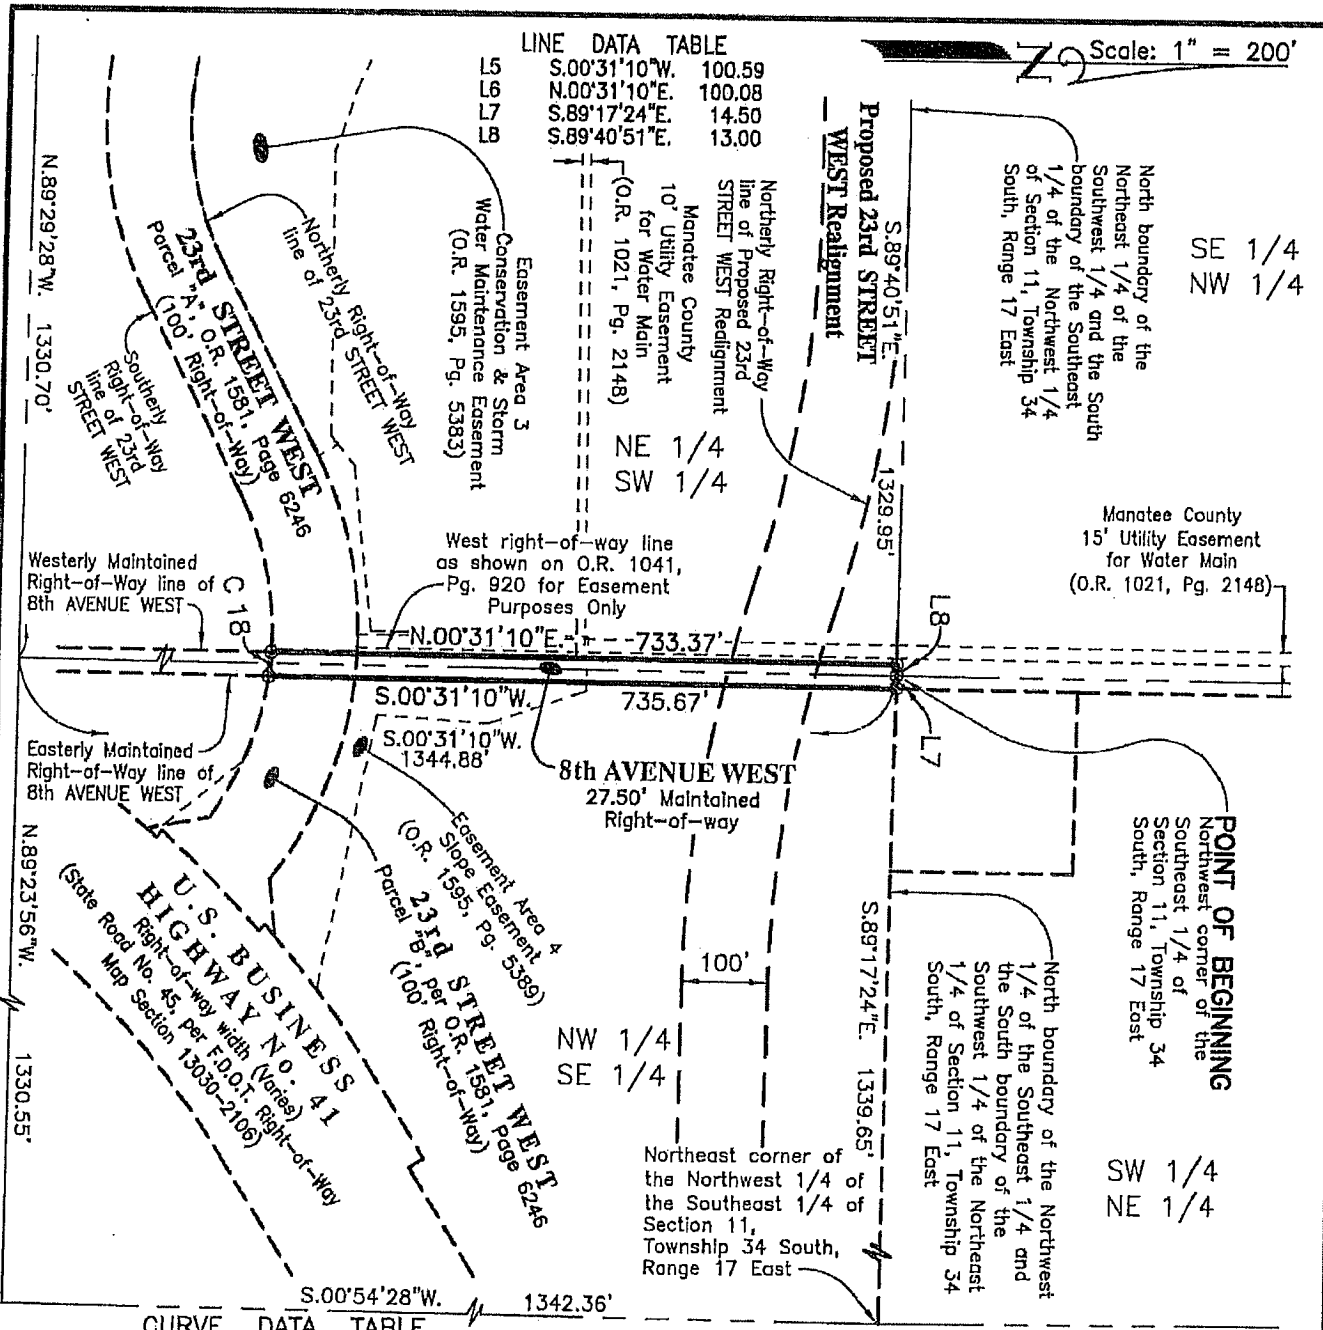 LINE DATA TABLE
L5 S.00°31'10"W. 100.59
L6 N.00°31'10"E. 100.08
L7 S.89°17'24"E. 14.50
L8 S.89°40'51"E. 13.00
N
Scale: 1" = 200'
N.89°29'28"W. 1330.70'
23rd STREET WEST
Parcel "A", O.R. 1581, Page 6246
(100' Right-of-Way)
Southerly
Right-of-Way
line of 23rd
STREET WEST
Northerly Right-of-Way
line of 23rd STREET WEST
Easement Area 3
Conservation & Storm
Water Maintenance Easement
(O.R. 1595, Pg. 5383)
Manatee County
10' Utility Easement
for Water Main
(O.R. 1021, Pg. 2148)
Northerly Right-of-Way
line of Proposed 23rd
STREET WEST Realignment
Proposed 23rd STREET
WEST Realignment
S.89°40'51"E. 1329.95'
North boundary of the
Northeast 1/4 of the
Southwest 1/4 and the South
boundary of the Southeast
1/4 of the Northwest 1/4
of Section 11, Township 34
South, Range 17 East
SE 1/4
NW 1/4
NE 1/4
SW 1/4
Manatee County
15' Utility Easement
for Water Main
(O.R. 1021, Pg. 2148)
West right-of-way line
as shown on O.R. 1041,
Pg. 920 for Easement
Purposes Only
Westerly Maintained
Right-of-Way line of
8th AVENUE WEST
C 18
N.00°31'10"E. 733.37'
L8
S.00°31'10"W. 735.67'
L7
S.00°31'10"W.
1344.88'
8th AVENUE WEST
27.50' Maintained
Right-of-way
Easterly Maintained
Right-of-Way line of
8th AVENUE WEST
N.89°23'56"W. 1330.55'
Easement Area 4
Slope Easement
(O.R. 1595, Pg. 5389)
23rd STREET WEST
Parcel "B", per O.R. 1581, Page 6246
(100' Right-of-Way)
U.S. BUSINESS
HIGHWAY NO. 41
Right-of-way width (Varies)
(State Road No. 45, per F.D.O.T. Right-of-Way
Map Section 13030-2106)
100'
S.89°17'24"E. 1339.65'
POINT OF BEGINNING
Northwest corner of the
Southeast 1/4 of
Section 11, Township 34
South, Range 17 East
North boundary of the Northwest
1/4 of the Southeast 1/4 and
the South boundary of the
Southwest 1/4 of the Northeast
1/4 of Section 11, Township 34
South, Range 17 East
NW 1/4
SE 1/4
SW 1/4
NE 1/4
Northeast corner of
the Northwest 1/4 of
the Southeast 1/4 of
Section 11,
Township 34 South,
Range 17 East
S.00°54'28"W. 1342.36'
CURVE DATA TABLE